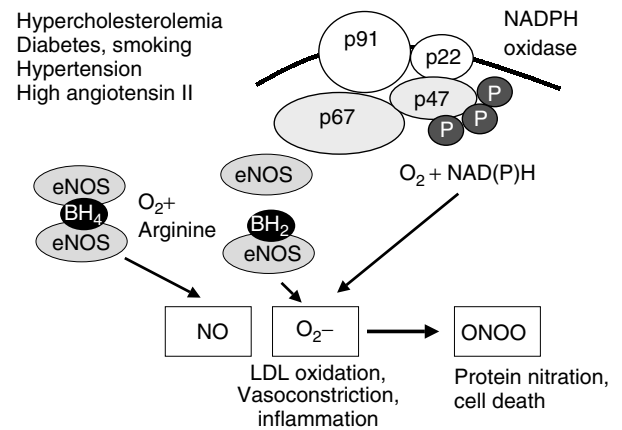 Hypercholesterolemia
Diabetes, smoking
Hypertension
High angiotensin II
NADPH
oxidase
p91
p22
p67
p47
P
P
P
eNOS
BH₄
eNOS
O₂+
Arginine
eNOS
BH₂
eNOS
O₂ + NAD(P)H
NO
O₂–
ONOO
LDL oxidation,
Vasoconstriction,
inflammation
Protein nitration,
cell death